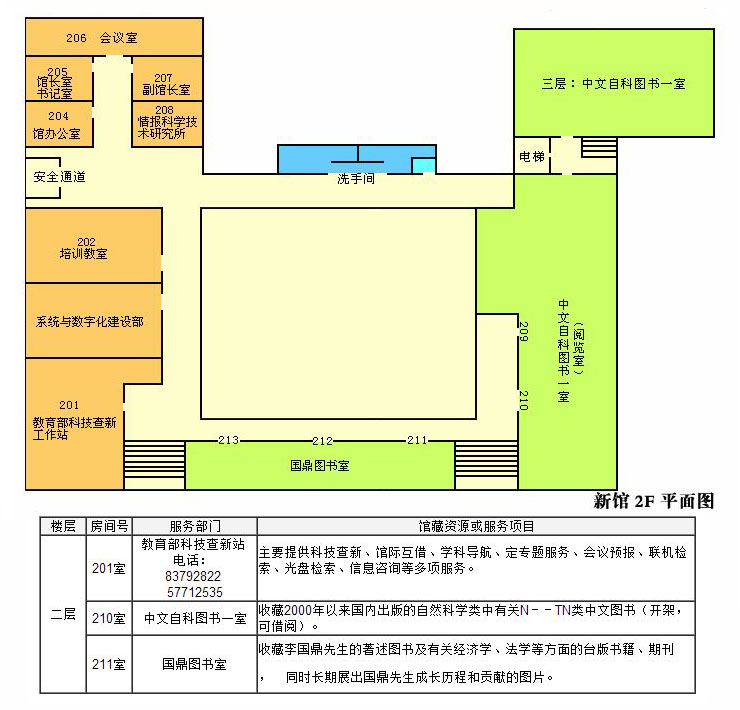 206 会议室
205
馆长室
书记室
207
副馆长室
204
馆办公室
208
情报科学技
术研究所
三层：中文自科图书一室
电梯
安全通道
洗手间
202
培训教室
系统与数字化建设部
201
教育部科技查新
工作站
209
210
中文自科图书一室
（阅览室）
213
212
211
国鼎图书室
新馆 2F 平面图
楼层 房间号 服务部门 馆藏资源或服务项目
二层
201室
教育部科技查新站
电话：
83792822
57712535
主要提供科技查新、馆际互借、学科导航、定专题服务、会议预报、联机检
索、光盘检索、信息咨询等多项服务。
210室
中文自科图书一室
收藏2000年以来国内出版的自然科学类中有关N－－TN类中文图书（开架，
可借阅）。
211室
国鼎图书室
收藏李国鼎先生的著述图书及有关经济学、法学等方面的台版书籍、期刊
， 同时长期展出国鼎先生成长历程和贡献的图片。